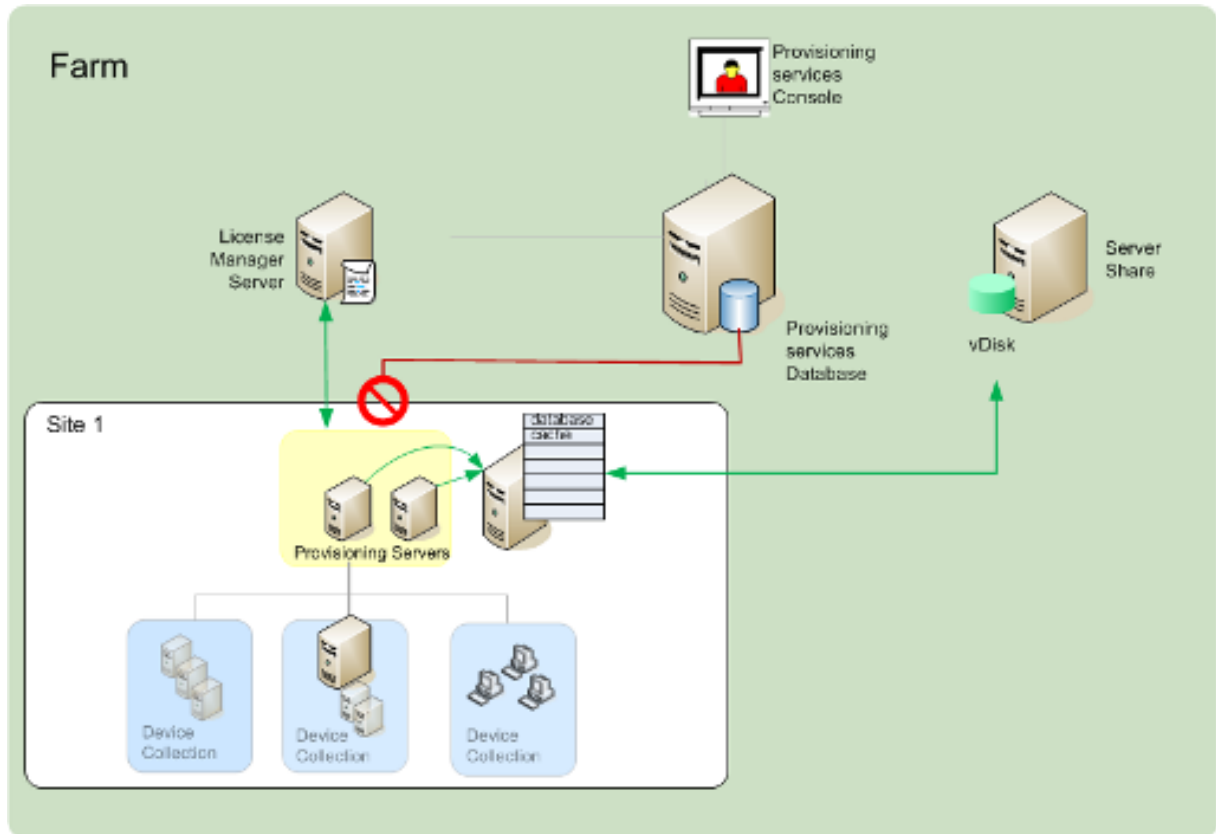 Farm
Provisioning
services
Console
License
Manager
Server
Server
Share
vDisk
Provisioning
services
Database
Site 1
database
cache
Provisioning Servers
Device
Collection
Device
Collection
Device
Collection